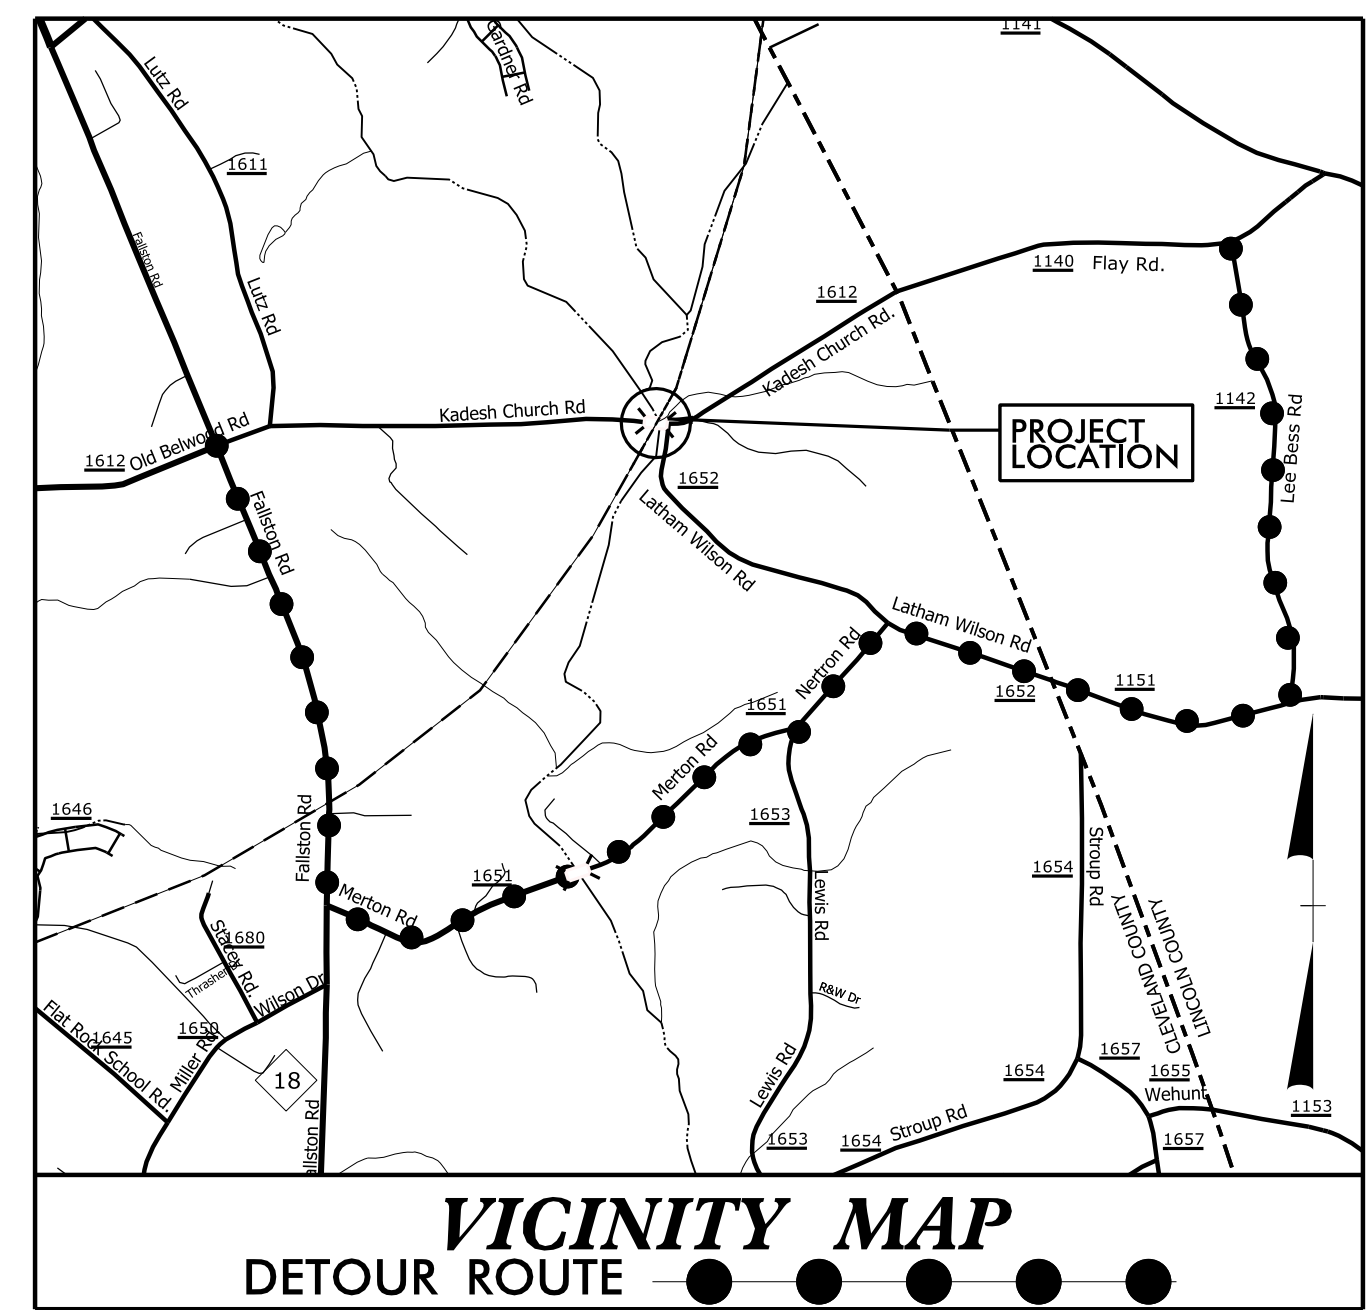 1141
Gardner Rd
Lutz Rd
1611
Fallston Rd
Lutz Rd
1140 Flay Rd.
1612
Kadesh Church Rd.
Kadesh Church Rd
1142
Lee Bess Rd
PROJECT
LOCATION
Old Belwood Rd
1612
1652
Fallston Rd
Latham Wilson Rd
Latham Wilson Rd
Nertron Rd
1652
1151
1651
Merton Rd
1646
Fallston Rd
1653
1654
Stroup Rd
1651
Merton Rd
Lewis Rd
CLEVELAND COUNTY
LINCOLN COUNTY
1680
Stacey Rd.
Thrasher
Wilson Dr
R&W Dr
Flat Rock School Rd.
1645
1650
Miller Rd
18
Lewis Rd
1654
1657
1655
Wehunt
1153
allston Rd
1653
1654
Stroup Rd
1657
VICINITY MAP
DETOUR ROUTE